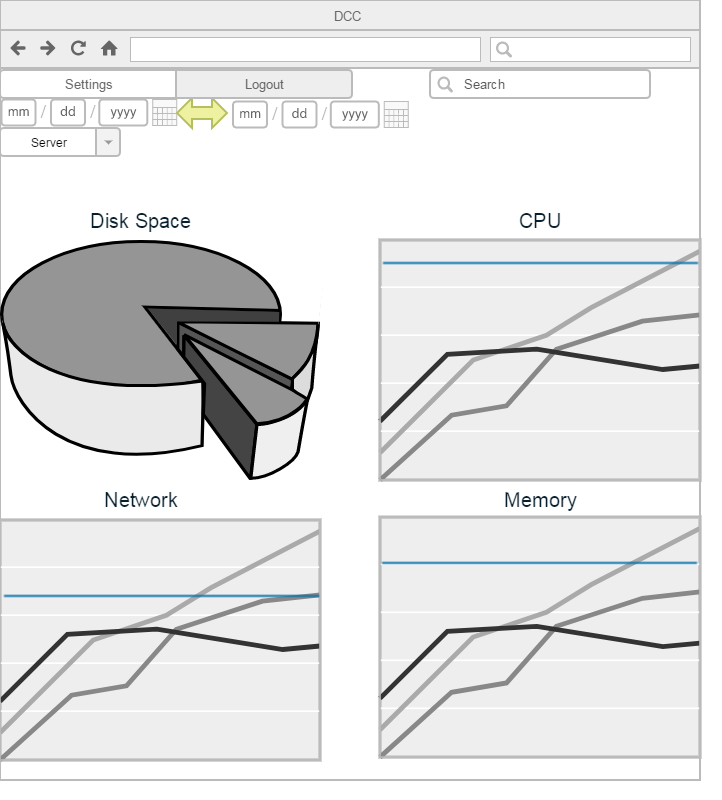 DCC
Settings Logout Search
mm / dd / yyyy mm / dd / yyyy
Server
Disk Space CPU
Network Memory